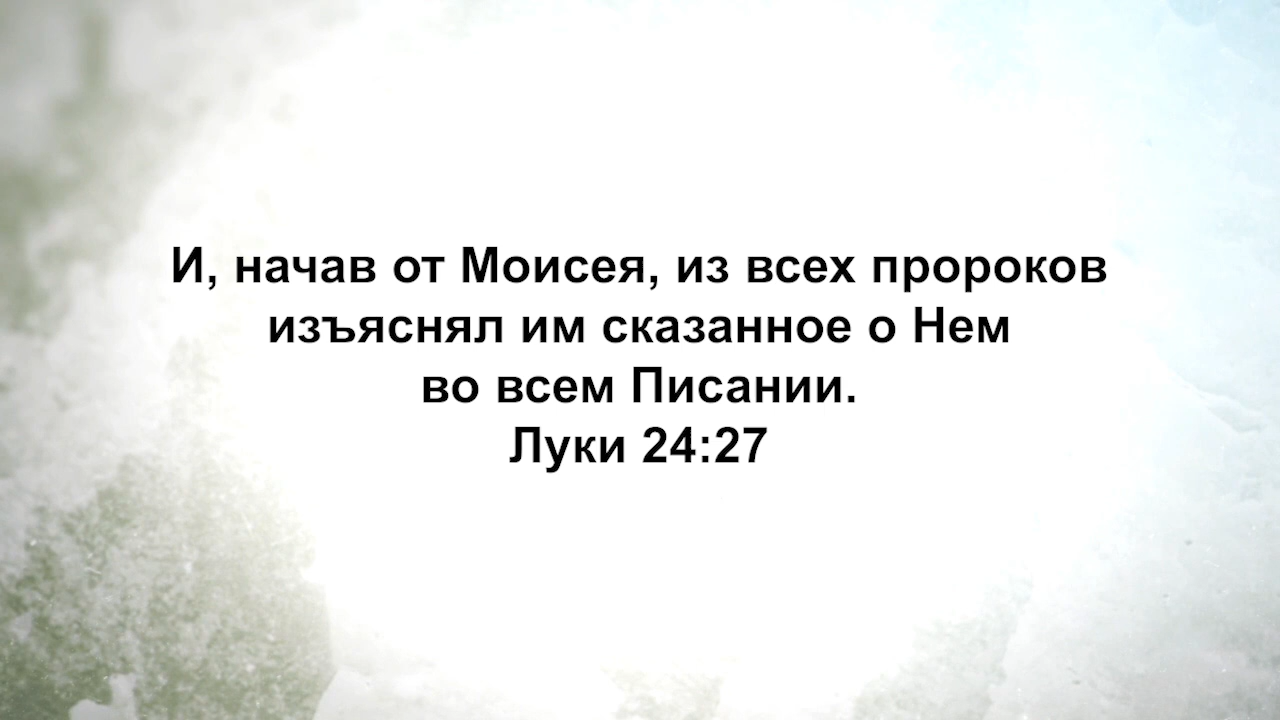 И, начав от Моисея, из всех пророков
изъяснял им сказанное о Нем
во всем Писании.
Луки 24:27